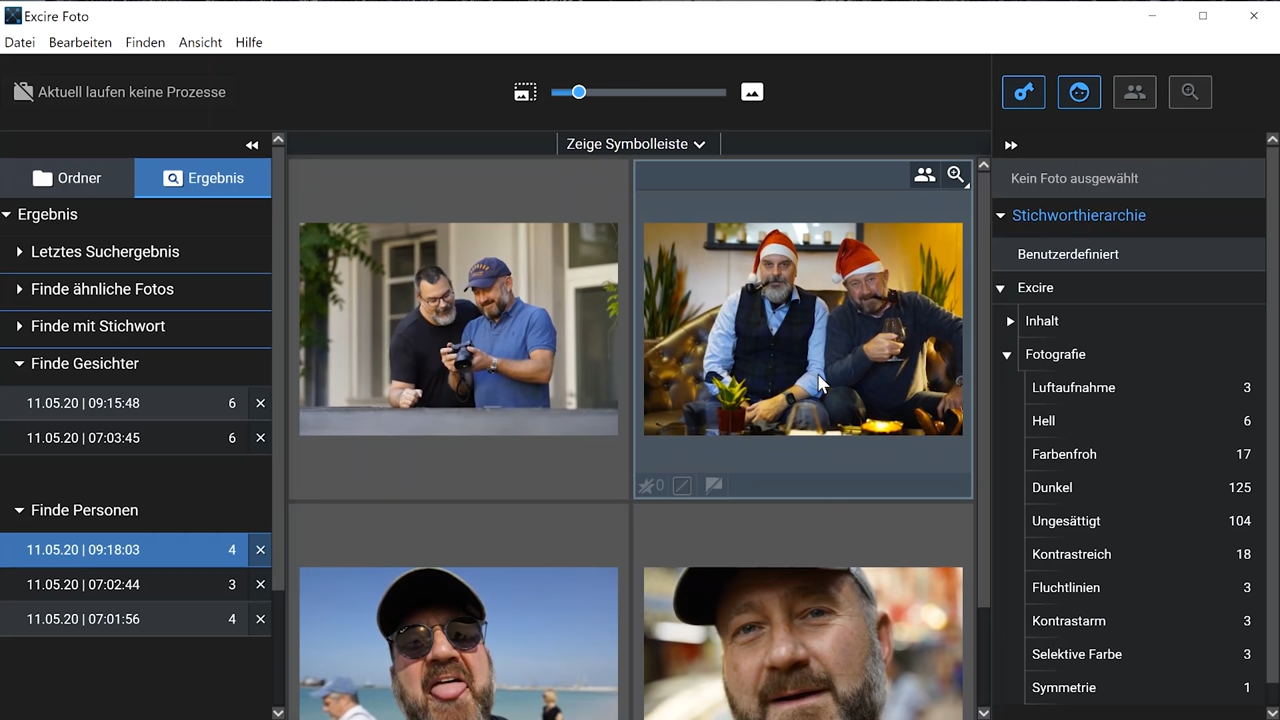 Excire Foto
Datei Bearbeiten Finden Ansicht Hilfe
Aktuell laufen keine Prozesse
Zeige Symbolleiste
Ordner Ergebnis
Ergebnis
Letztes Suchergebnis
Finde ähnliche Fotos
Finde mit Stichwort
Finde Gesichter
11.05.20 | 09:15:48 6
11.05.20 | 07:03:45 6
Finde Personen
11.05.20 | 09:18:03 4
11.05.20 | 07:02:44 3
11.05.20 | 07:01:56 4
0
Kein Foto ausgewählt
Stichworthierarchie
Benutzerdefiniert
Excire
Inhalt
Fotografie
Luftaufnahme 3
Hell 6
Farbenfroh 17
Dunkel 125
Ungesättigt 104
Kontrastreich 18
Fluchtlinien 3
Kontrastarm 3
Selektive Farbe 3
Symmetrie 1